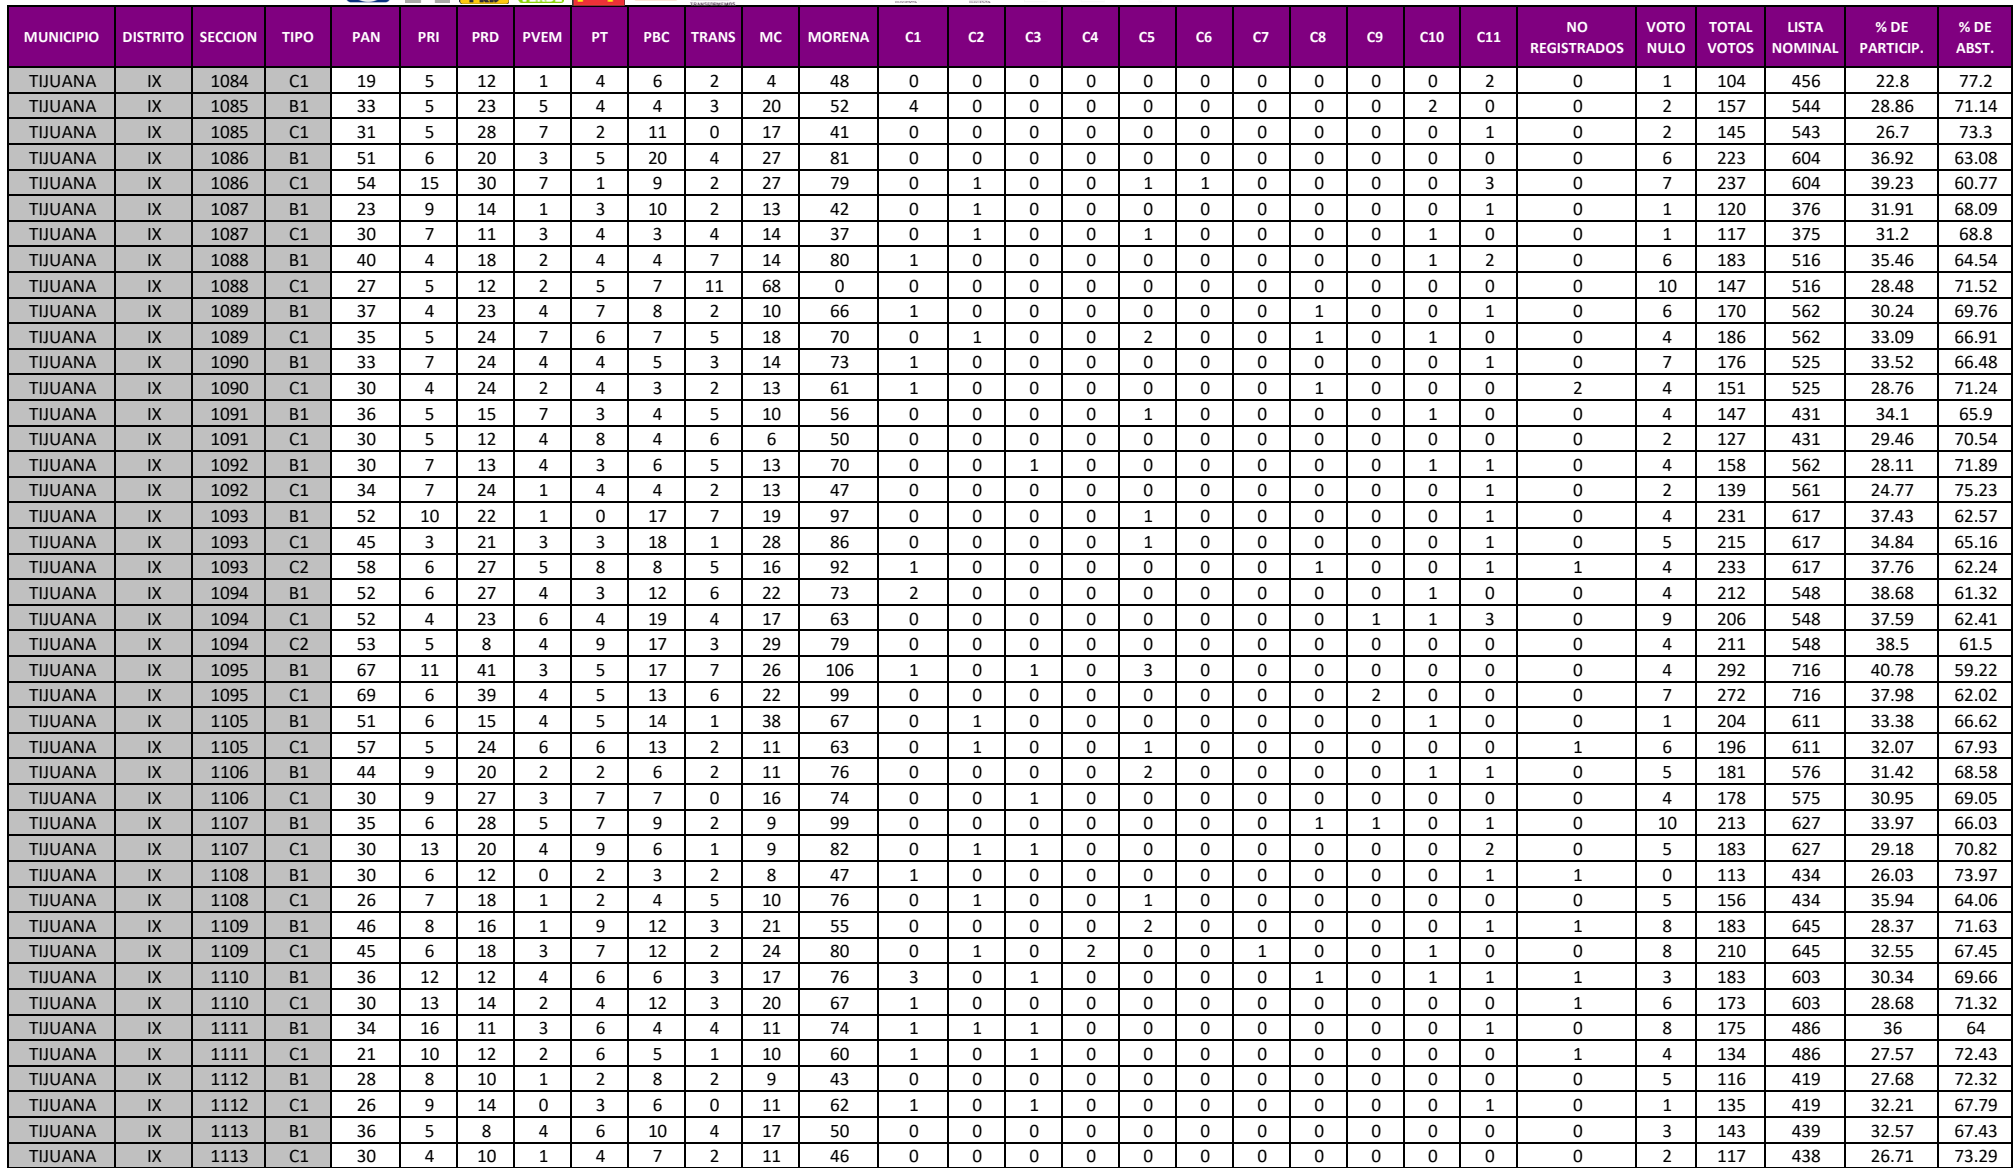 MUNICIPIO DISTRITO SECCION TIPO PAN PRI PRD PVEM PT PBC TRANS MC MORENA C1 C2 C3 C4 C5 C6 C7 C8 C9 C10 C11 NO REGISTRADOS VOTO NULO TOTAL VOTOS LISTA NOMINAL % DE PARTICIP. % DE ABST.
TIJUANA IX 1084 C1 19 5 12 1 4 6 2 4 48 0 0 0 0 0 0 0 0 0 0 2 0 1 104 456 22.8 77.2
TIJUANA IX 1085 B1 33 5 23 5 4 4 3 20 52 4 0 0 0 0 0 0 0 0 2 0 0 2 157 544 28.86 71.14
TIJUANA IX 1085 C1 31 5 28 7 2 11 0 17 41 0 0 0 0 0 0 0 0 0 0 1 0 2 145 543 26.7 73.3
TIJUANA IX 1086 B1 51 6 20 3 5 20 4 27 81 0 0 0 0 0 0 0 0 0 0 0 0 6 223 604 36.92 63.08
TIJUANA IX 1086 C1 54 15 30 7 1 9 2 27 79 0 1 0 0 1 1 0 0 0 0 3 0 7 237 604 39.23 60.77
TIJUANA IX 1087 B1 23 9 14 1 3 10 2 13 42 0 1 0 0 0 0 0 0 0 0 1 0 1 120 376 31.91 68.09
TIJUANA IX 1087 C1 30 7 11 3 4 3 4 14 37 0 1 0 0 1 0 0 0 0 1 0 0 1 117 375 31.2 68.8
TIJUANA IX 1088 B1 40 4 18 2 4 4 7 14 80 1 0 0 0 0 0 0 0 0 1 2 0 6 183 516 35.46 64.54
TIJUANA IX 1088 C1 27 5 12 2 5 7 11 68 0 0 0 0 0 0 0 0 0 0 0 0 0 10 147 516 28.48 71.52
TIJUANA IX 1089 B1 37 4 23 4 7 8 2 10 66 1 0 0 0 0 0 0 1 0 0 1 0 6 170 562 30.24 69.76
TIJUANA IX 1089 C1 35 5 24 7 6 7 5 18 70 0 1 0 0 2 0 0 1 0 1 0 0 4 186 562 33.09 66.91
TIJUANA IX 1090 B1 33 7 24 4 4 5 3 14 73 1 0 0 0 0 0 0 0 0 0 1 0 7 176 525 33.52 66.48
TIJUANA IX 1090 C1 30 4 24 2 4 3 2 13 61 1 0 0 0 0 0 0 1 0 0 0 2 4 151 525 28.76 71.24
TIJUANA IX 1091 B1 36 5 15 7 3 4 5 10 56 0 0 0 0 1 0 0 0 0 1 0 0 4 147 431 34.1 65.9
TIJUANA IX 1091 C1 30 5 12 4 8 4 6 6 50 0 0 0 0 0 0 0 0 0 0 0 0 2 127 431 29.46 70.54
TIJUANA IX 1092 B1 30 7 13 4 3 6 5 13 70 0 0 1 0 0 0 0 0 0 1 1 0 4 158 562 28.11 71.89
TIJUANA IX 1092 C1 34 7 24 1 4 4 2 13 47 0 0 0 0 0 0 0 0 0 0 1 0 2 139 561 24.77 75.23
TIJUANA IX 1093 B1 52 10 22 1 0 17 7 19 97 0 0 0 0 1 0 0 0 0 0 1 0 4 231 617 37.43 62.57
TIJUANA IX 1093 C1 45 3 21 3 3 18 1 28 86 0 0 0 0 1 0 0 0 0 0 1 0 5 215 617 34.84 65.16
TIJUANA IX 1093 C2 58 6 27 5 8 8 5 16 92 1 0 0 0 0 0 0 1 0 0 1 1 4 233 617 37.76 62.24
TIJUANA IX 1094 B1 52 6 27 4 3 12 6 22 73 2 0 0 0 0 0 0 0 0 1 0 0 4 212 548 38.68 61.32
TIJUANA IX 1094 C1 52 4 23 6 4 19 4 17 63 0 0 0 0 0 0 0 0 1 1 3 0 9 206 548 37.59 62.41
TIJUANA IX 1094 C2 53 5 8 4 9 17 3 29 79 0 0 0 0 0 0 0 0 0 0 0 0 4 211 548 38.5 61.5
TIJUANA IX 1095 B1 67 11 41 3 5 17 7 26 106 1 0 1 0 3 0 0 0 0 0 0 0 4 292 716 40.78 59.22
TIJUANA IX 1095 C1 69 6 39 4 5 13 6 22 99 0 0 0 0 0 0 0 0 2 0 0 0 7 272 716 37.98 62.02
TIJUANA IX 1105 B1 51 6 15 4 5 14 1 38 67 0 1 0 0 0 0 0 0 0 1 0 0 1 204 611 33.38 66.62
TIJUANA IX 1105 C1 57 5 24 6 6 13 2 11 63 0 1 0 0 1 0 0 0 0 0 0 1 6 196 611 32.07 67.93
TIJUANA IX 1106 B1 44 9 20 2 2 6 2 11 76 0 0 0 0 2 0 0 0 0 1 1 0 5 181 576 31.42 68.58
TIJUANA IX 1106 C1 30 9 27 3 7 7 0 16 74 0 0 1 0 0 0 0 0 0 0 0 0 4 178 575 30.95 69.05
TIJUANA IX 1107 B1 35 6 28 5 7 9 2 9 99 0 0 0 0 0 0 0 1 1 0 1 0 10 213 627 33.97 66.03
TIJUANA IX 1107 C1 30 13 20 4 9 6 1 9 82 0 1 1 0 0 0 0 0 0 0 2 0 5 183 627 29.18 70.82
TIJUANA IX 1108 B1 30 6 12 0 2 3 2 8 47 1 0 0 0 0 0 0 0 0 0 1 1 0 113 434 26.03 73.97
TIJUANA IX 1108 C1 26 7 18 1 2 4 5 10 76 0 1 0 0 1 0 0 0 0 0 0 0 5 156 434 35.94 64.06
TIJUANA IX 1109 B1 46 8 16 1 9 12 3 21 55 0 0 0 0 2 0 0 0 0 0 1 1 8 183 645 28.37 71.63
TIJUANA IX 1109 C1 45 6 18 3 7 12 2 24 80 0 1 0 2 0 0 1 0 0 1 0 0 8 210 645 32.55 67.45
TIJUANA IX 1110 B1 36 12 12 4 6 6 3 17 76 3 0 1 0 0 0 0 1 0 1 1 1 3 183 603 30.34 69.66
TIJUANA IX 1110 C1 30 13 14 2 4 12 3 20 67 1 0 0 0 0 0 0 0 0 0 0 1 6 173 603 28.68 71.32
TIJUANA IX 1111 B1 34 16 11 3 6 4 4 11 74 1 1 1 0 0 0 0 0 0 0 1 0 8 175 486 36 64
TIJUANA IX 1111 C1 21 10 12 2 6 5 1 10 60 1 0 1 0 0 0 0 0 0 0 0 1 4 134 486 27.57 72.43
TIJUANA IX 1112 B1 28 8 10 1 2 8 2 9 43 0 0 0 0 0 0 0 0 0 0 0 0 5 116 419 27.68 72.32
TIJUANA IX 1112 C1 26 9 14 0 3 6 0 11 62 1 0 1 0 0 0 0 0 0 0 1 0 1 135 419 32.21 67.79
TIJUANA IX 1113 B1 36 5 8 4 6 10 4 17 50 0 0 0 0 0 0 0 0 0 0 0 0 3 143 439 32.57 67.43
TIJUANA IX 1113 C1 30 4 10 1 4 7 2 11 46 0 0 0 0 0 0 0 0 0 0 0 0 2 117 438 26.71 73.29